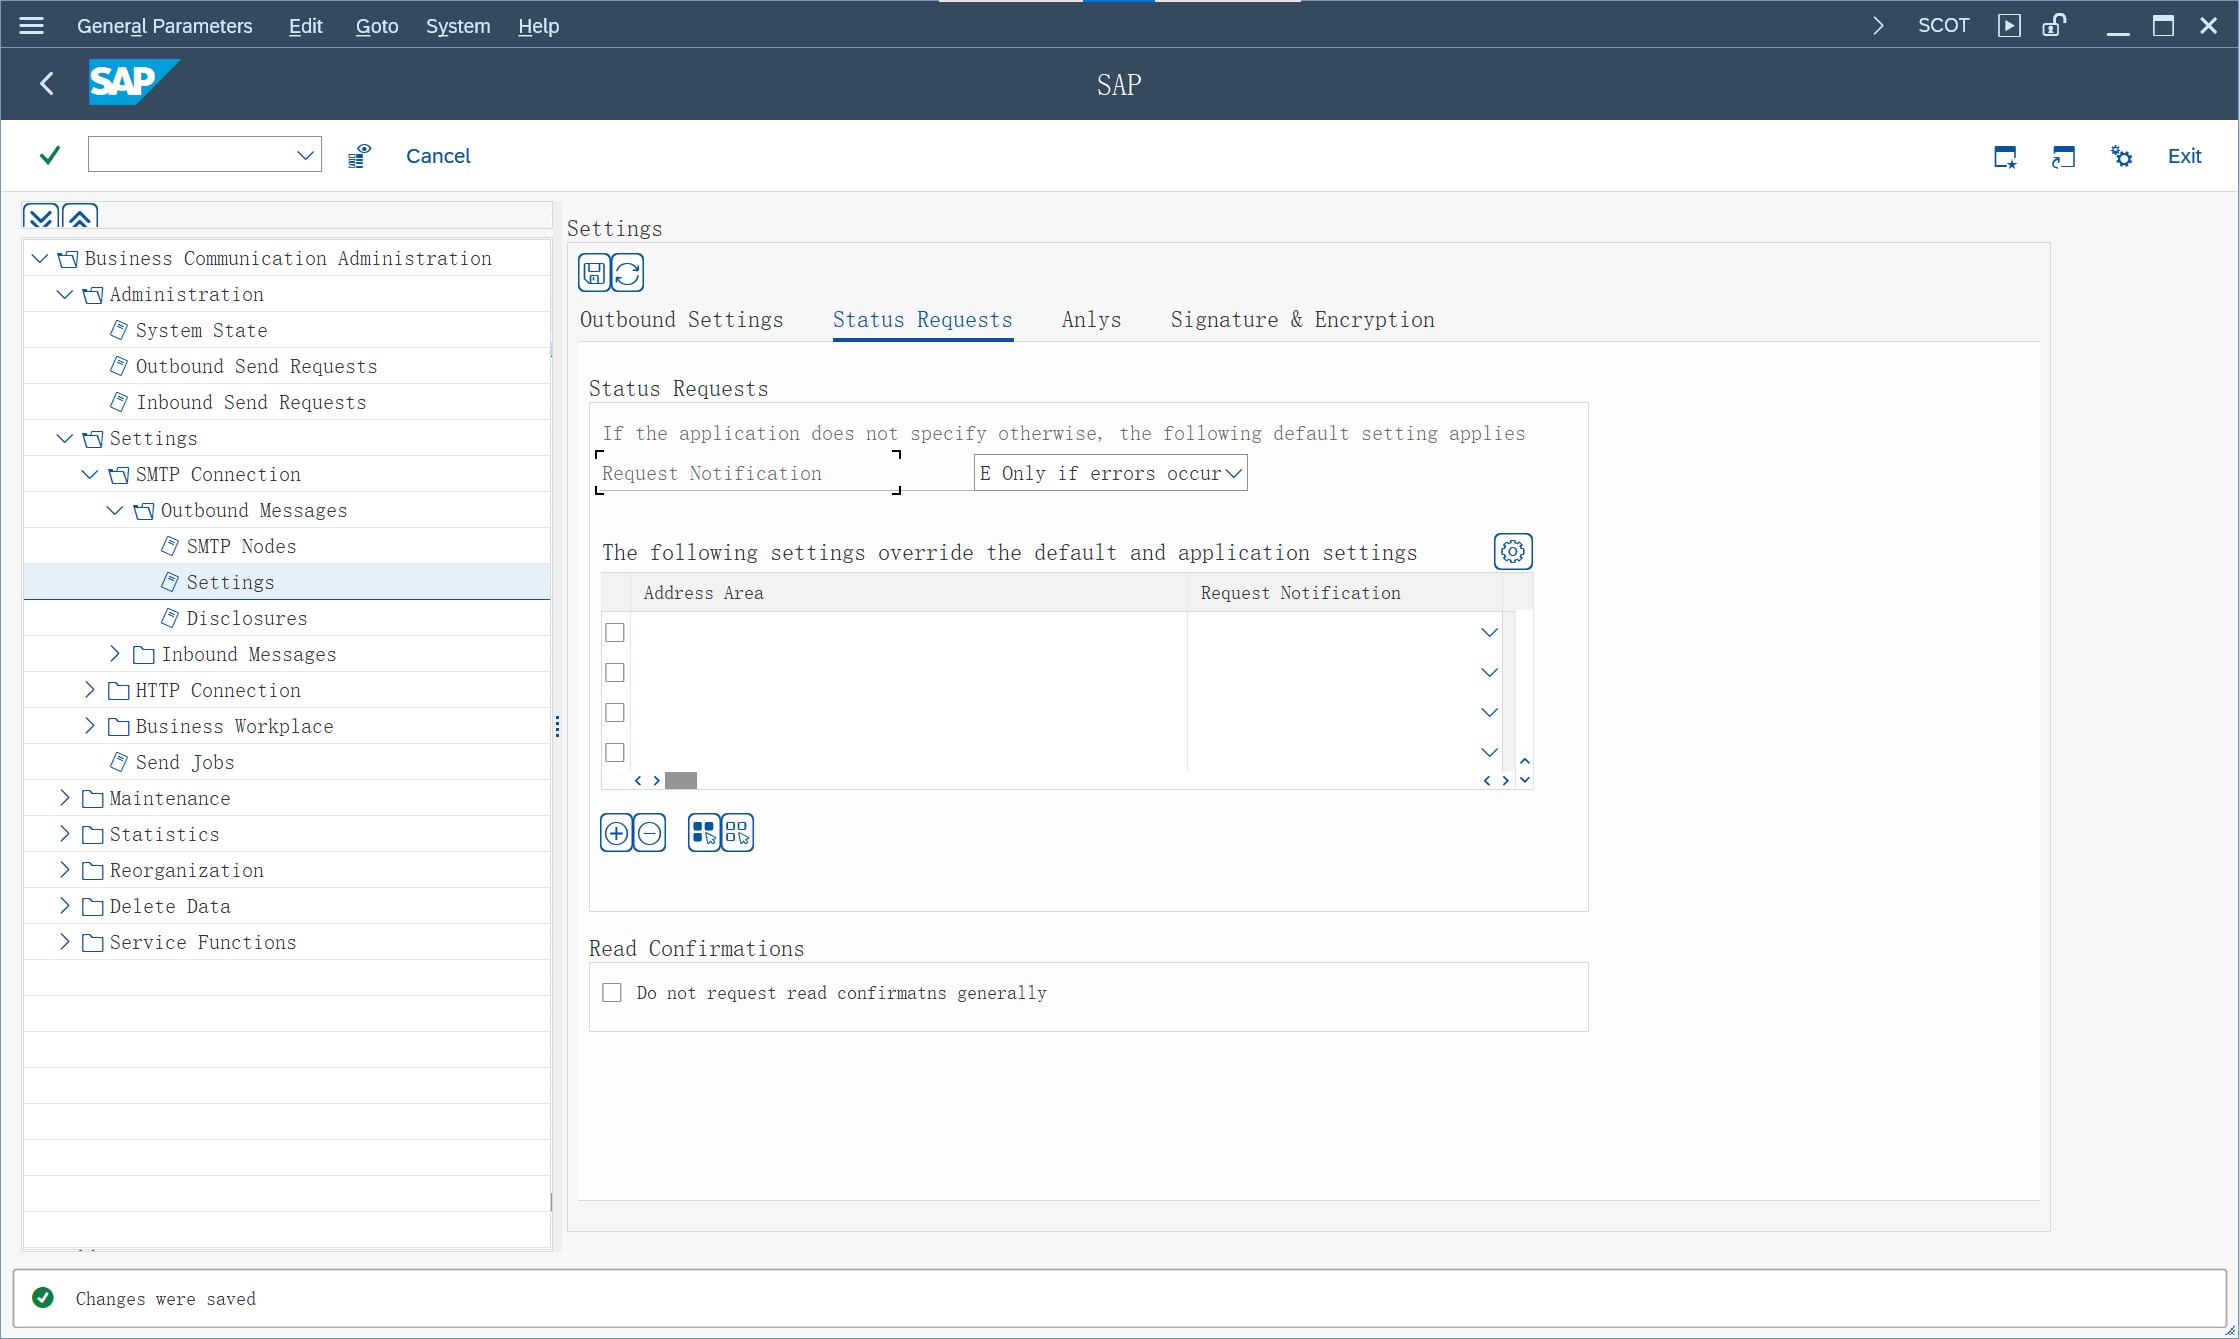 General Parameters Edit Goto System Help SCOT
SAP SAP
Cancel Exit
Business Communication Administration
Administration
System State
Outbound Send Requests
Inbound Send Requests
Settings
SMTP Connection
Outbound Messages
SMTP Nodes
Settings
Disclosures
Inbound Messages
HTTP Connection
Business Workplace
Send Jobs
Maintenance
Statistics
Reorganization
Delete Data
Service Functions
Settings
Outbound Settings Status Requests Anlys Signature & Encryption
Status Requests
If the application does not specify otherwise, the following default setting applies
Request Notification E Only if errors occur
The following settings override the default and application settings
Address Area Request Notification
Read Confirmations
Do not request read confirmatns generally
Changes were saved